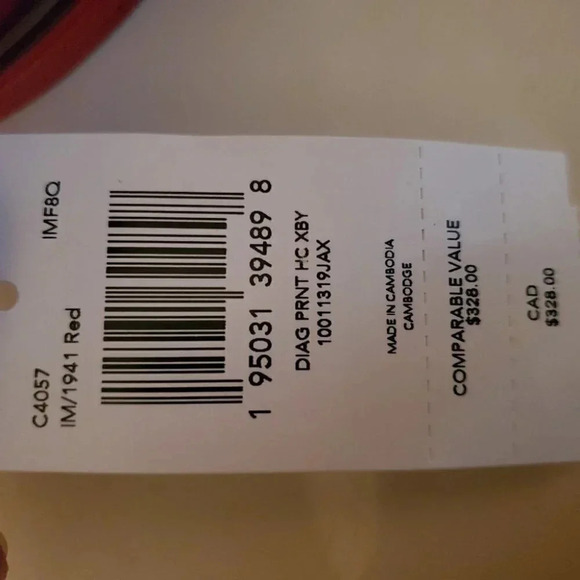 C4057
IM/1941 Red
IMF8Q
1 95031 39489 8
DIAG PRNT HC XBY
10011319JAX
MADE IN CAMBODIA
CAMBODGE
COMPARABLE VALUE
$328.00
CAD
$328.00